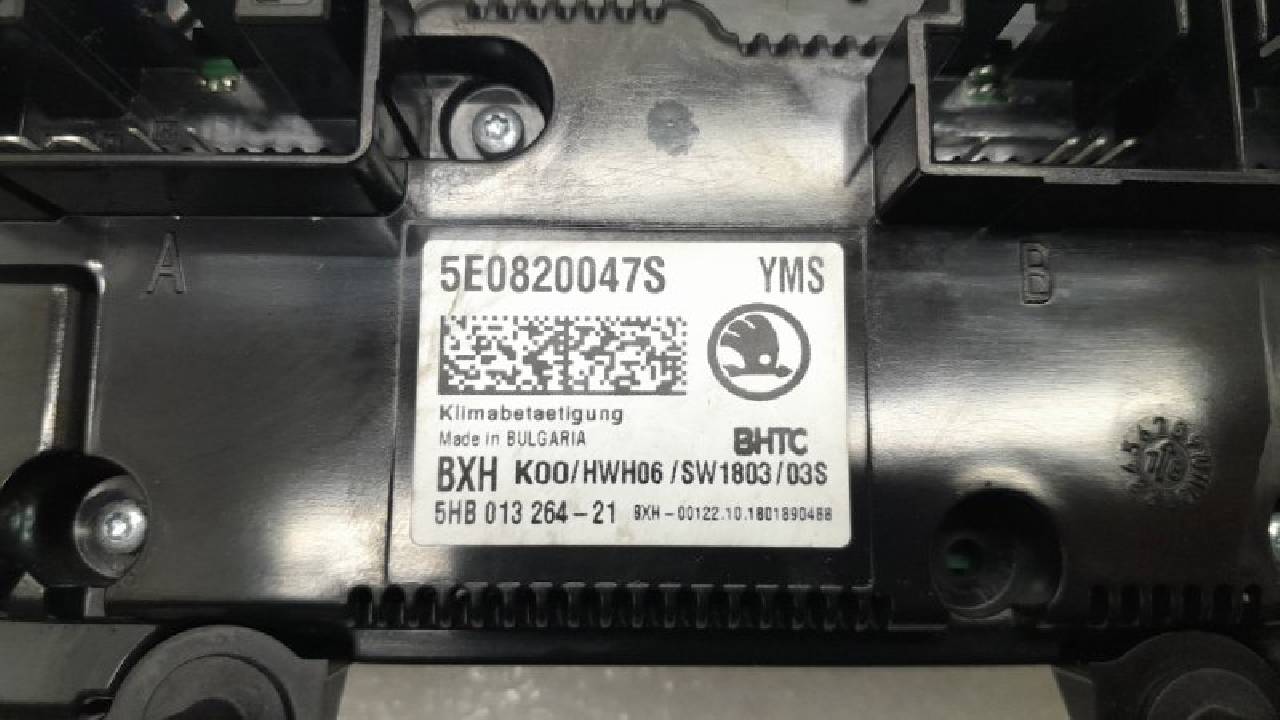 A
B
5E0820047S YMS
Klimabetaetigung
Made in BULGARIA
BHTC
BXH K00/HWH06/SW1803/03S
5HB 013 264-21 BXH-00122.10.1801890488